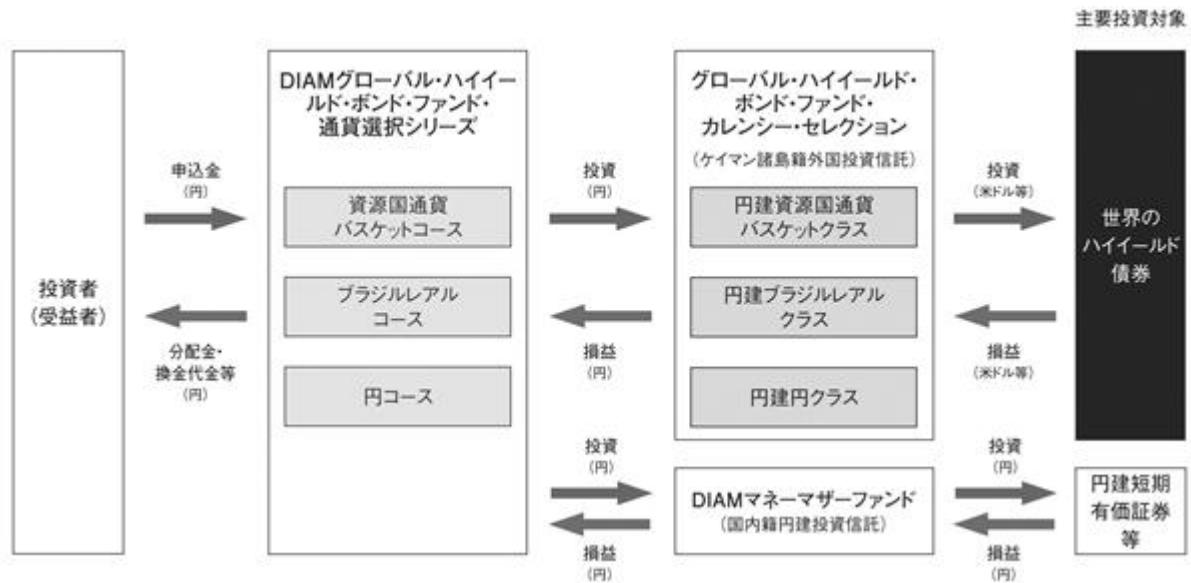 主要投資対象
投資者
(受益者)
申込金
(円)
分配金・
換金代金等
(円)
DIAMグローバル・ハイイー
ルド・ボンド・ファンド・
通貨選択シリーズ
資源国通貨
バスケットコース
ブラジルレアル
コース
円コース
投資
(円)
損益
(円)
投資
(円)
損益
(円)
グローバル・ハイイールド・
ボンド・ファンド・
カレンシー・セレクション
(ケイマン諸島籍外国投資信託)
円建資源国通貨
バスケットクラス
円建ブラジルレアル
クラス
円建円クラス
DIAMマネーマザーファンド
(国内籍円建投資信託)
投資
(米ドル等)
損益
(米ドル等)
投資
(円)
損益
(円)
世界の
ハイイールド
債券
円建短期
有価証券
等